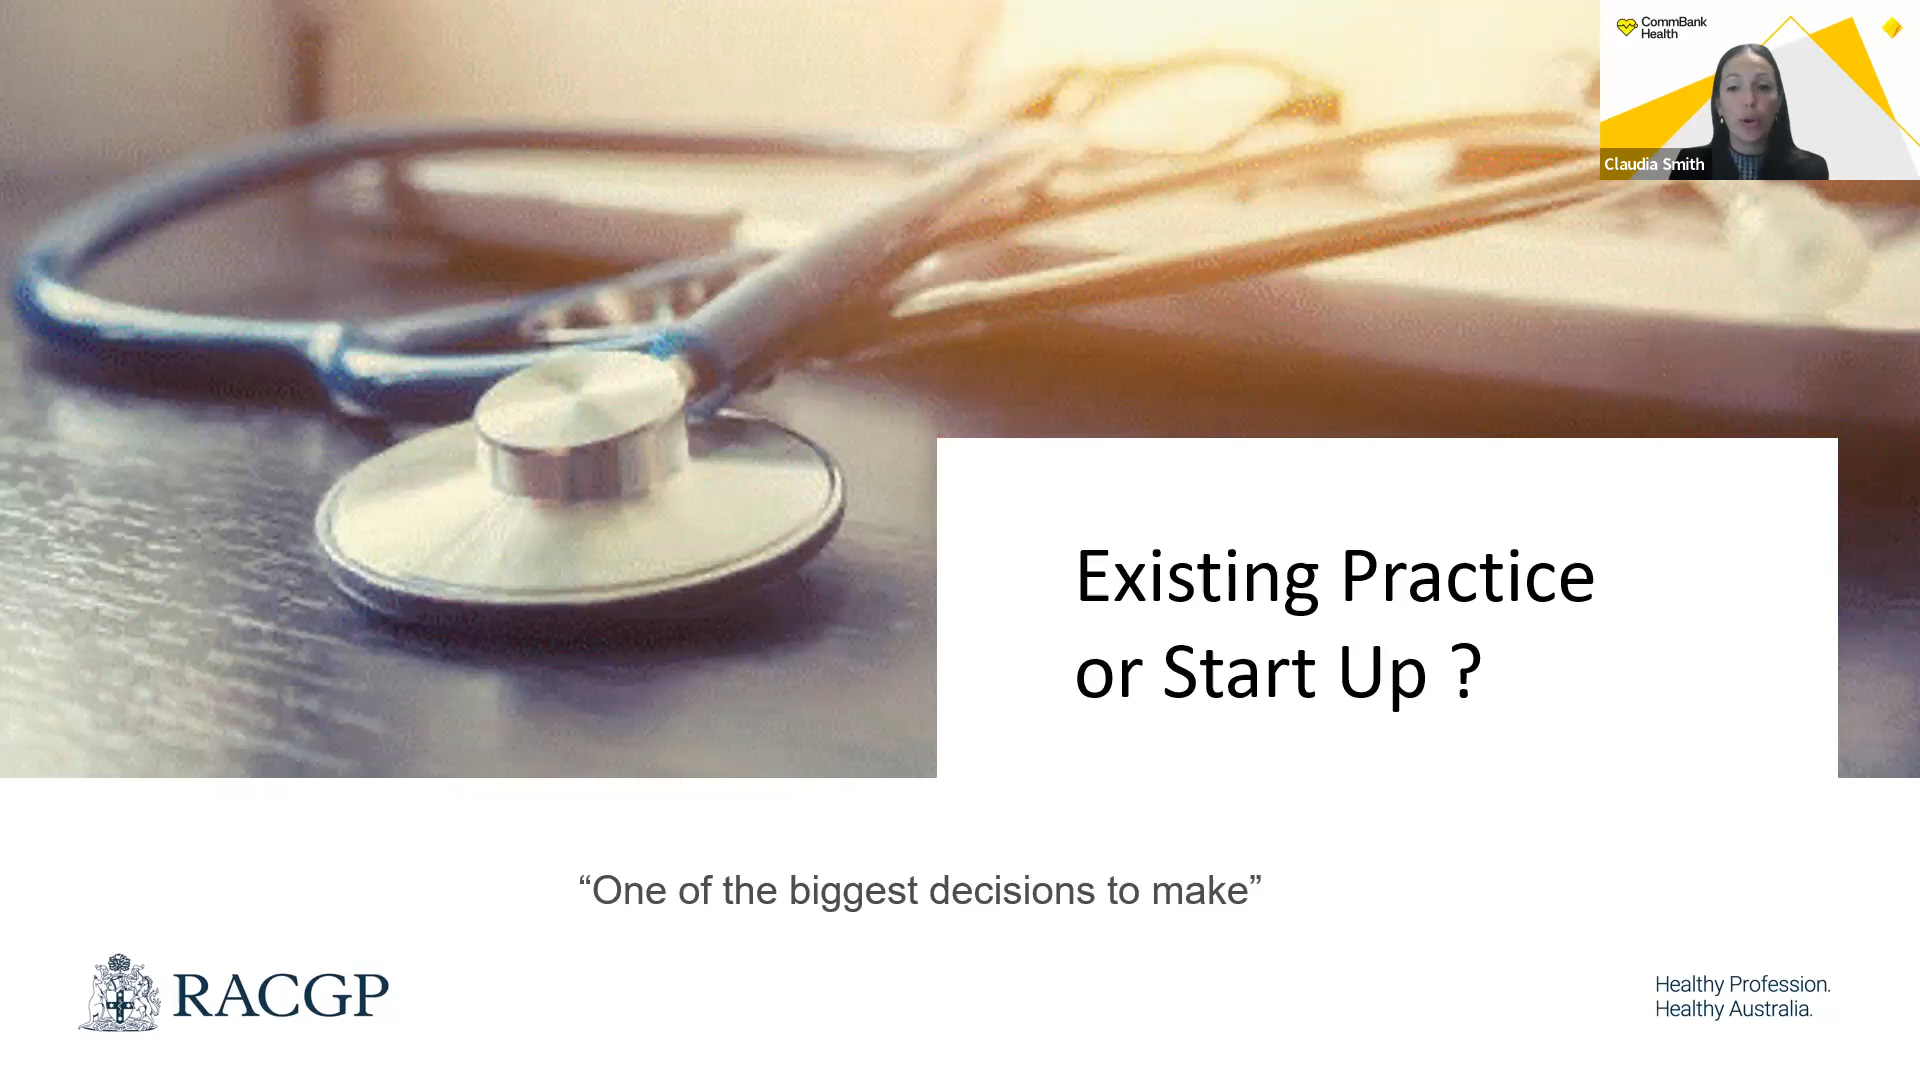 CommBank
Health
Claudia Smith
Existing Practice
or Start Up ?
“One of the biggest decisions to make”
RACGP
Healthy Profession.
Healthy Australia.